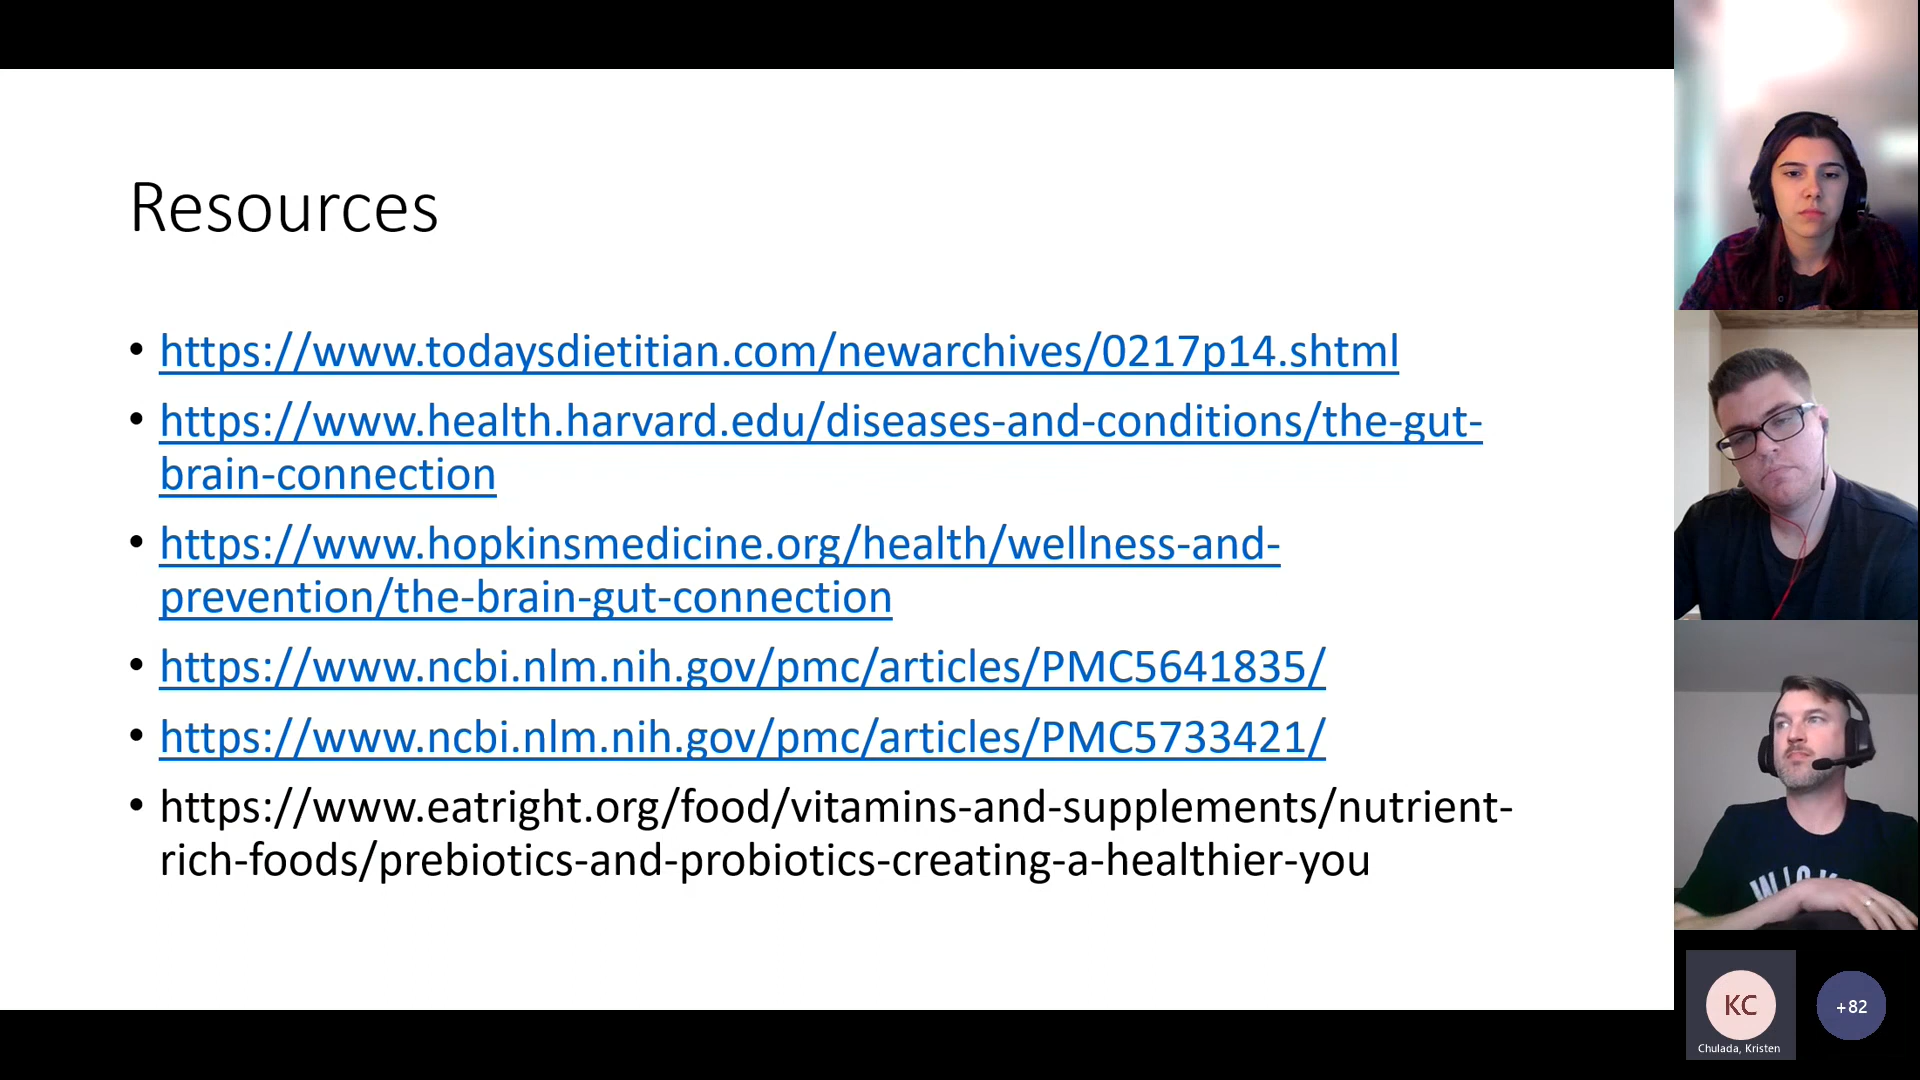 Resources
• https://www.todaysdietitian.com/newarchives/0217p14.shtml
• https://www.health.harvard.edu/diseases-and-conditions/the-gut-
brain-connection
• https://www.hopkinsmedicine.org/health/wellness-and-
prevention/the-brain-gut-connection
• https://www.ncbi.nlm.nih.gov/pmc/articles/PMC5641835/
• https://www.ncbi.nlm.nih.gov/pmc/articles/PMC5733421/
• https://www.eatright.org/food/vitamins-and-supplements/nutrient-
rich-foods/prebiotics-and-probiotics-creating-a-healthier-you
KC
+82
Chulada, Kristen